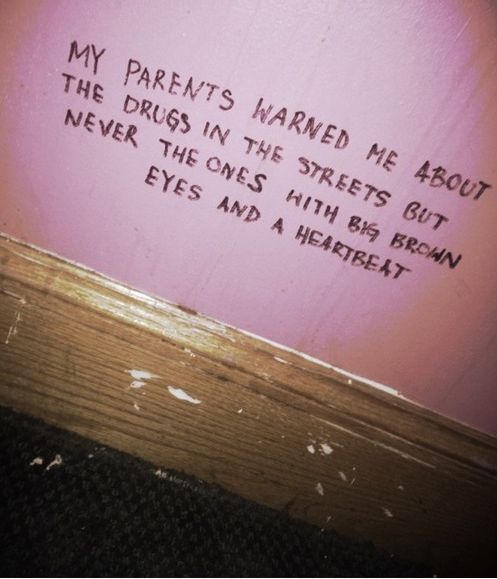 MY PARENTS WARNED ME ABOUT
THE DRUGS IN THE STREETS BUT
NEVER THE ONES WITH BIG BROWN
EYES AND A HEARTBEAT